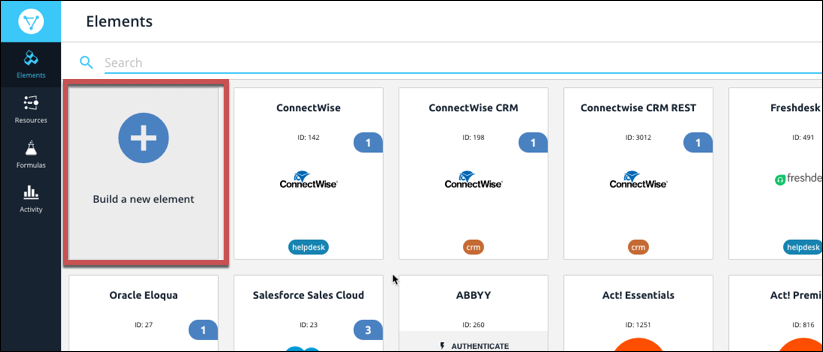 Elements
Search
Elements
Resources
Formulas
Activity
Build a new element
ConnectWise
ID: 142
1
ConnectWise
helpdesk
ConnectWise CRM
ID: 198
1
ConnectWise
crm
Connectwise CRM REST
ID: 3012
1
ConnectWise
crm
Freshdesk
ID: 491
freshde
helpdesk
Oracle Eloqua
ID: 27
1
Salesforce Sales Cloud
ID: 23
3
ABBYY
ID: 260
AUTHENTICATE
Act! Essentials
ID: 1251
Act! Premi
ID: 816